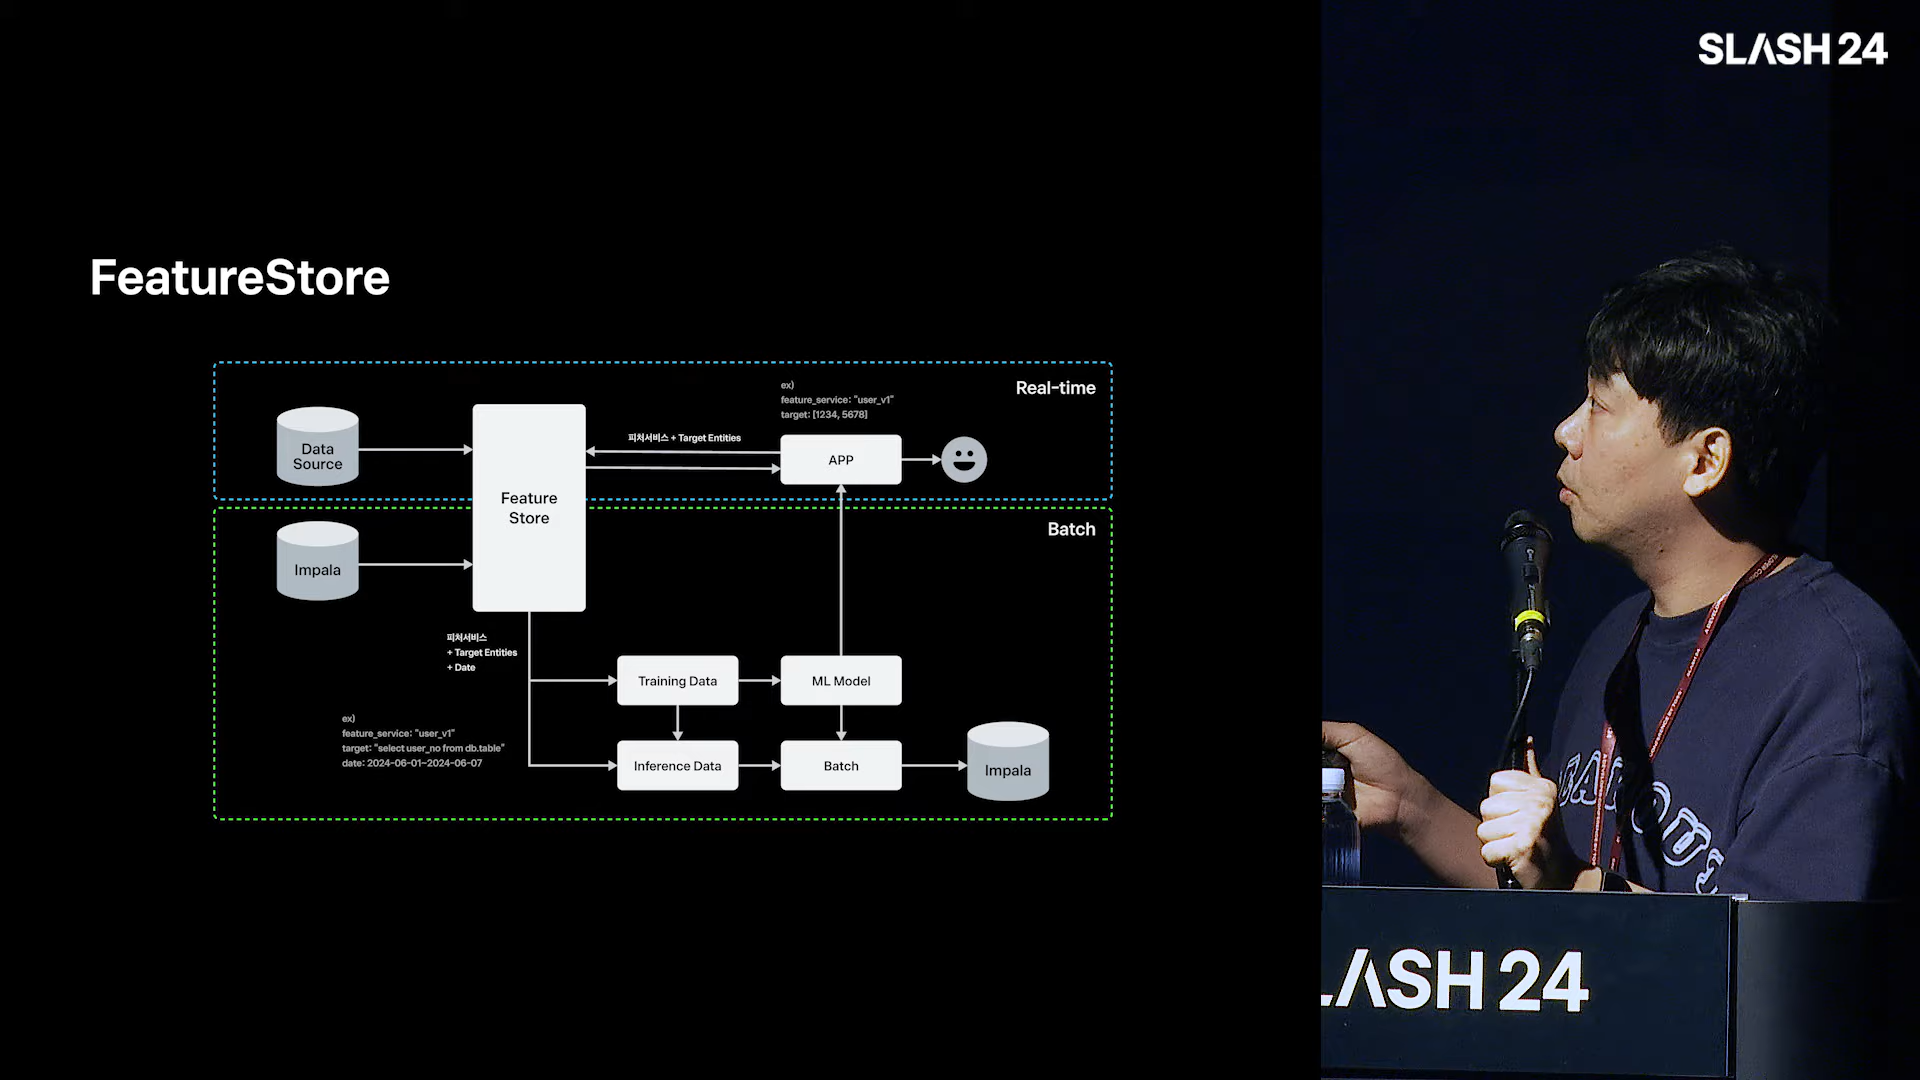 SLASH 24
FeatureStore
Real-time
ex)
feature_service: "user_v1"
target: [1234, 5678]
Data
Source
피처서비스 + Target Entities
APP
Feature
Store
Batch
Impala
피처서비스
+ Target Entities
+ Date
Training Data
ML Model
ex)
feature_service: "user_v1"
target: "select user_no from db.table"
date: 2024-06-01~2024-06-07
Inference Data
Batch
Impala
SLASH 24